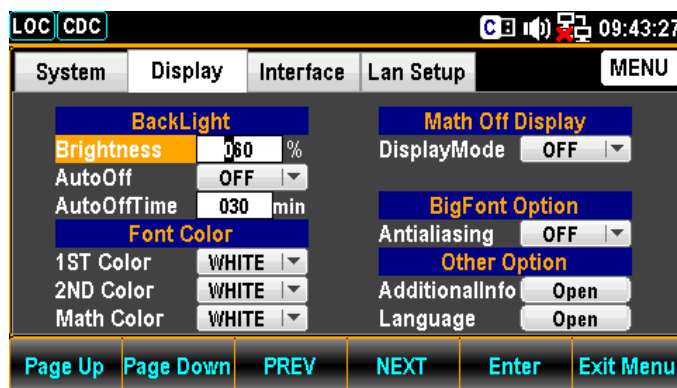 LOC CDC C 09:43:27
System Display Interface Lan Setup MENU
BackLight
Brightness 060 %
AutoOff OFF
AutoOffTime 030 min
Font Color
1ST Color WHITE
2ND Color WHITE
Math Color WHITE
Math Off Display
DisplayMode OFF
BigFont Option
Antialiasing OFF
Other Option
AdditionalInfo Open
Language Open
Page Up Page Down PREV NEXT Enter Exit Menu